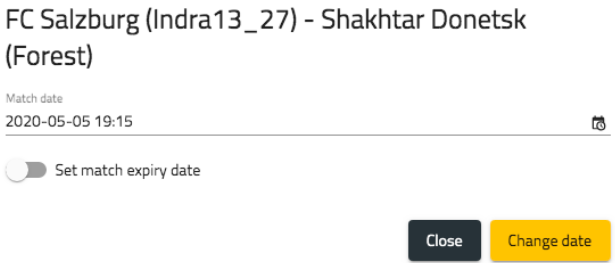 FC Salzburg (Indra13_27) - Shakhtar Donetsk
(Forest)
Match date
2020-05-05 19:15
Set match expiry date
Close Change date